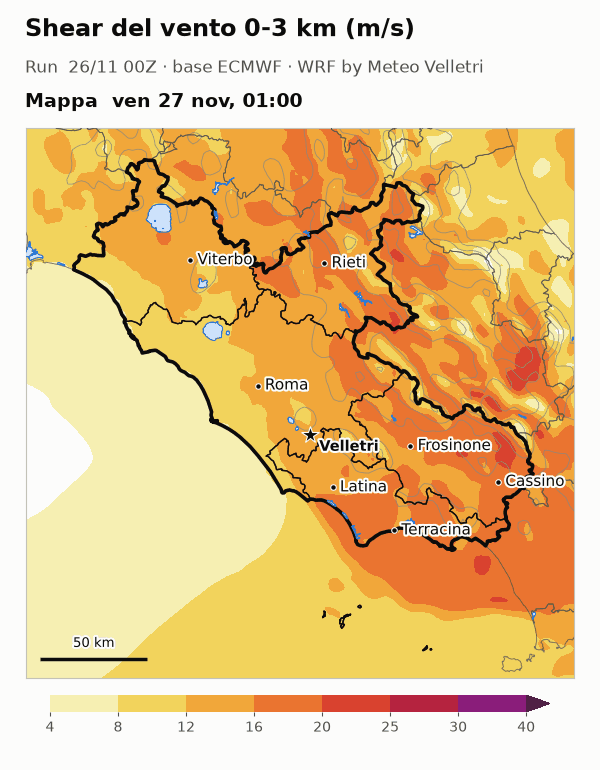 Shear del vento 0-3 km (m/s)
Run  26/11 00Z · base ECMWF · WRF by Meteo Velletri
Mappa  ven 27 nov, 01:00
Viterbo
Rieti
Roma
Velletri
Frosinone
Cassino
Latina
Terracina
50 km
4 8 12 16 20 25 30 40